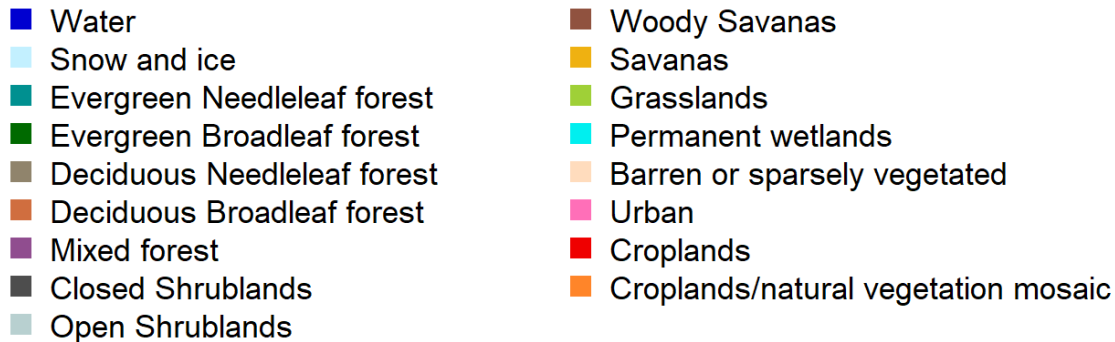 Water
Snow and ice
Evergreen Needleleaf forest
Evergreen Broadleaf forest
Deciduous Needleleaf forest
Deciduous Broadleaf forest
Mixed forest
Closed Shrublands
Open Shrublands
Woody Savanas
Savanas
Grasslands
Permanent wetlands
Barren or sparsely vegetated
Urban
Croplands
Croplands/natural vegetation mosaic